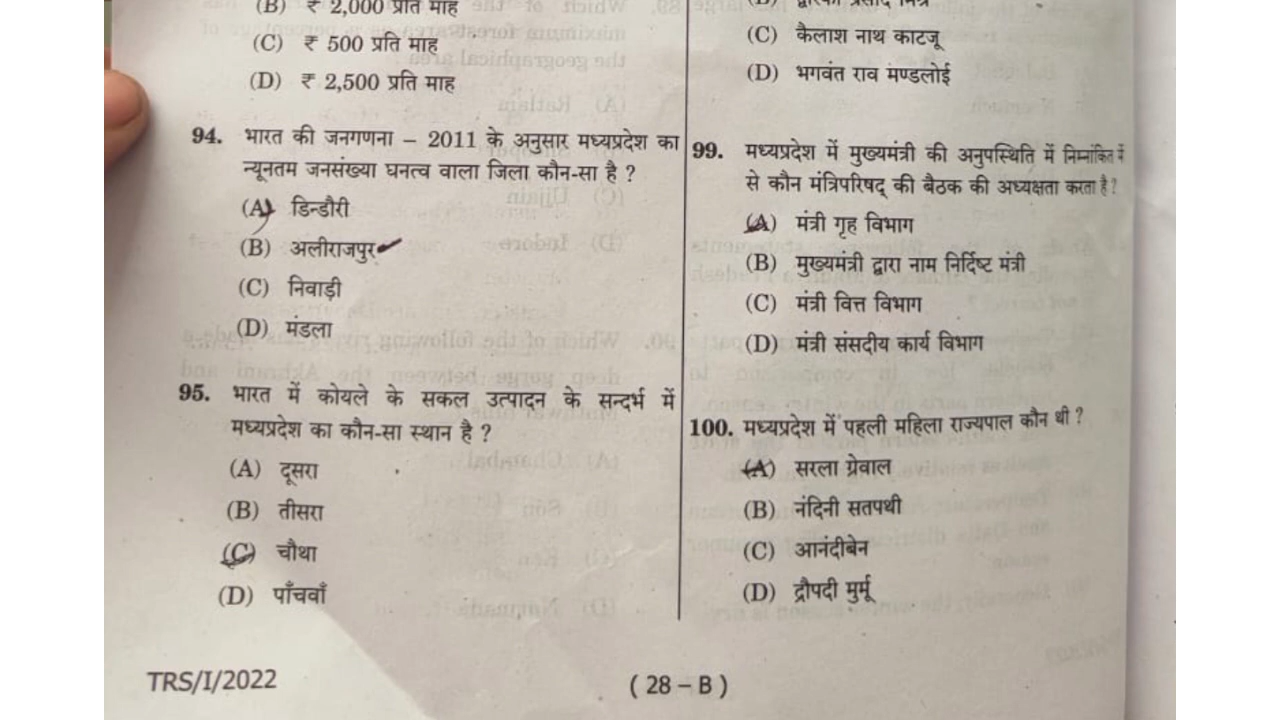 (B) ₹ 2,000 प्रति माह
(C) ₹ 500 प्रति माह
(D) ₹ 2,500 प्रति माह
94. भारत की जनगणना – 2011 के अनुसार मध्यप्रदेश का
न्यूनतम जनसंख्या घनत्व वाला जिला कौन-सा है ?
(A) डिन्डौरी
(B) अलीराजपुर
(C) निवाड़ी
(D) मंडला
95. भारत में कोयले के सकल उत्पादन के सन्दर्भ में
मध्यप्रदेश का कौन-सा स्थान है ?
(A) दूसरा
(B) तीसरा
(C) चौथा
(D) पाँचवाँ
(C) कैलाश नाथ काटजू
(D) भगवंत राव मण्डलोई
99. मध्यप्रदेश में मुख्यमंत्री की अनुपस्थिति में निम्नांकित में
से कौन मंत्रिपरिषद् की बैठक की अध्यक्षता करता है ?
(A) मंत्री गृह विभाग
(B) मुख्यमंत्री द्वारा नाम निर्दिष्ट मंत्री
(C) मंत्री वित्त विभाग
(D) मंत्री संसदीय कार्य विभाग
100. मध्यप्रदेश में पहली महिला राज्यपाल कौन थी ?
(A) सरला ग्रेवाल
(B) नंदिनी सतपथी
(C) आनंदीबेन
(D) द्रौपदी मुर्मू
TRS/I/2022
( 28 – B )